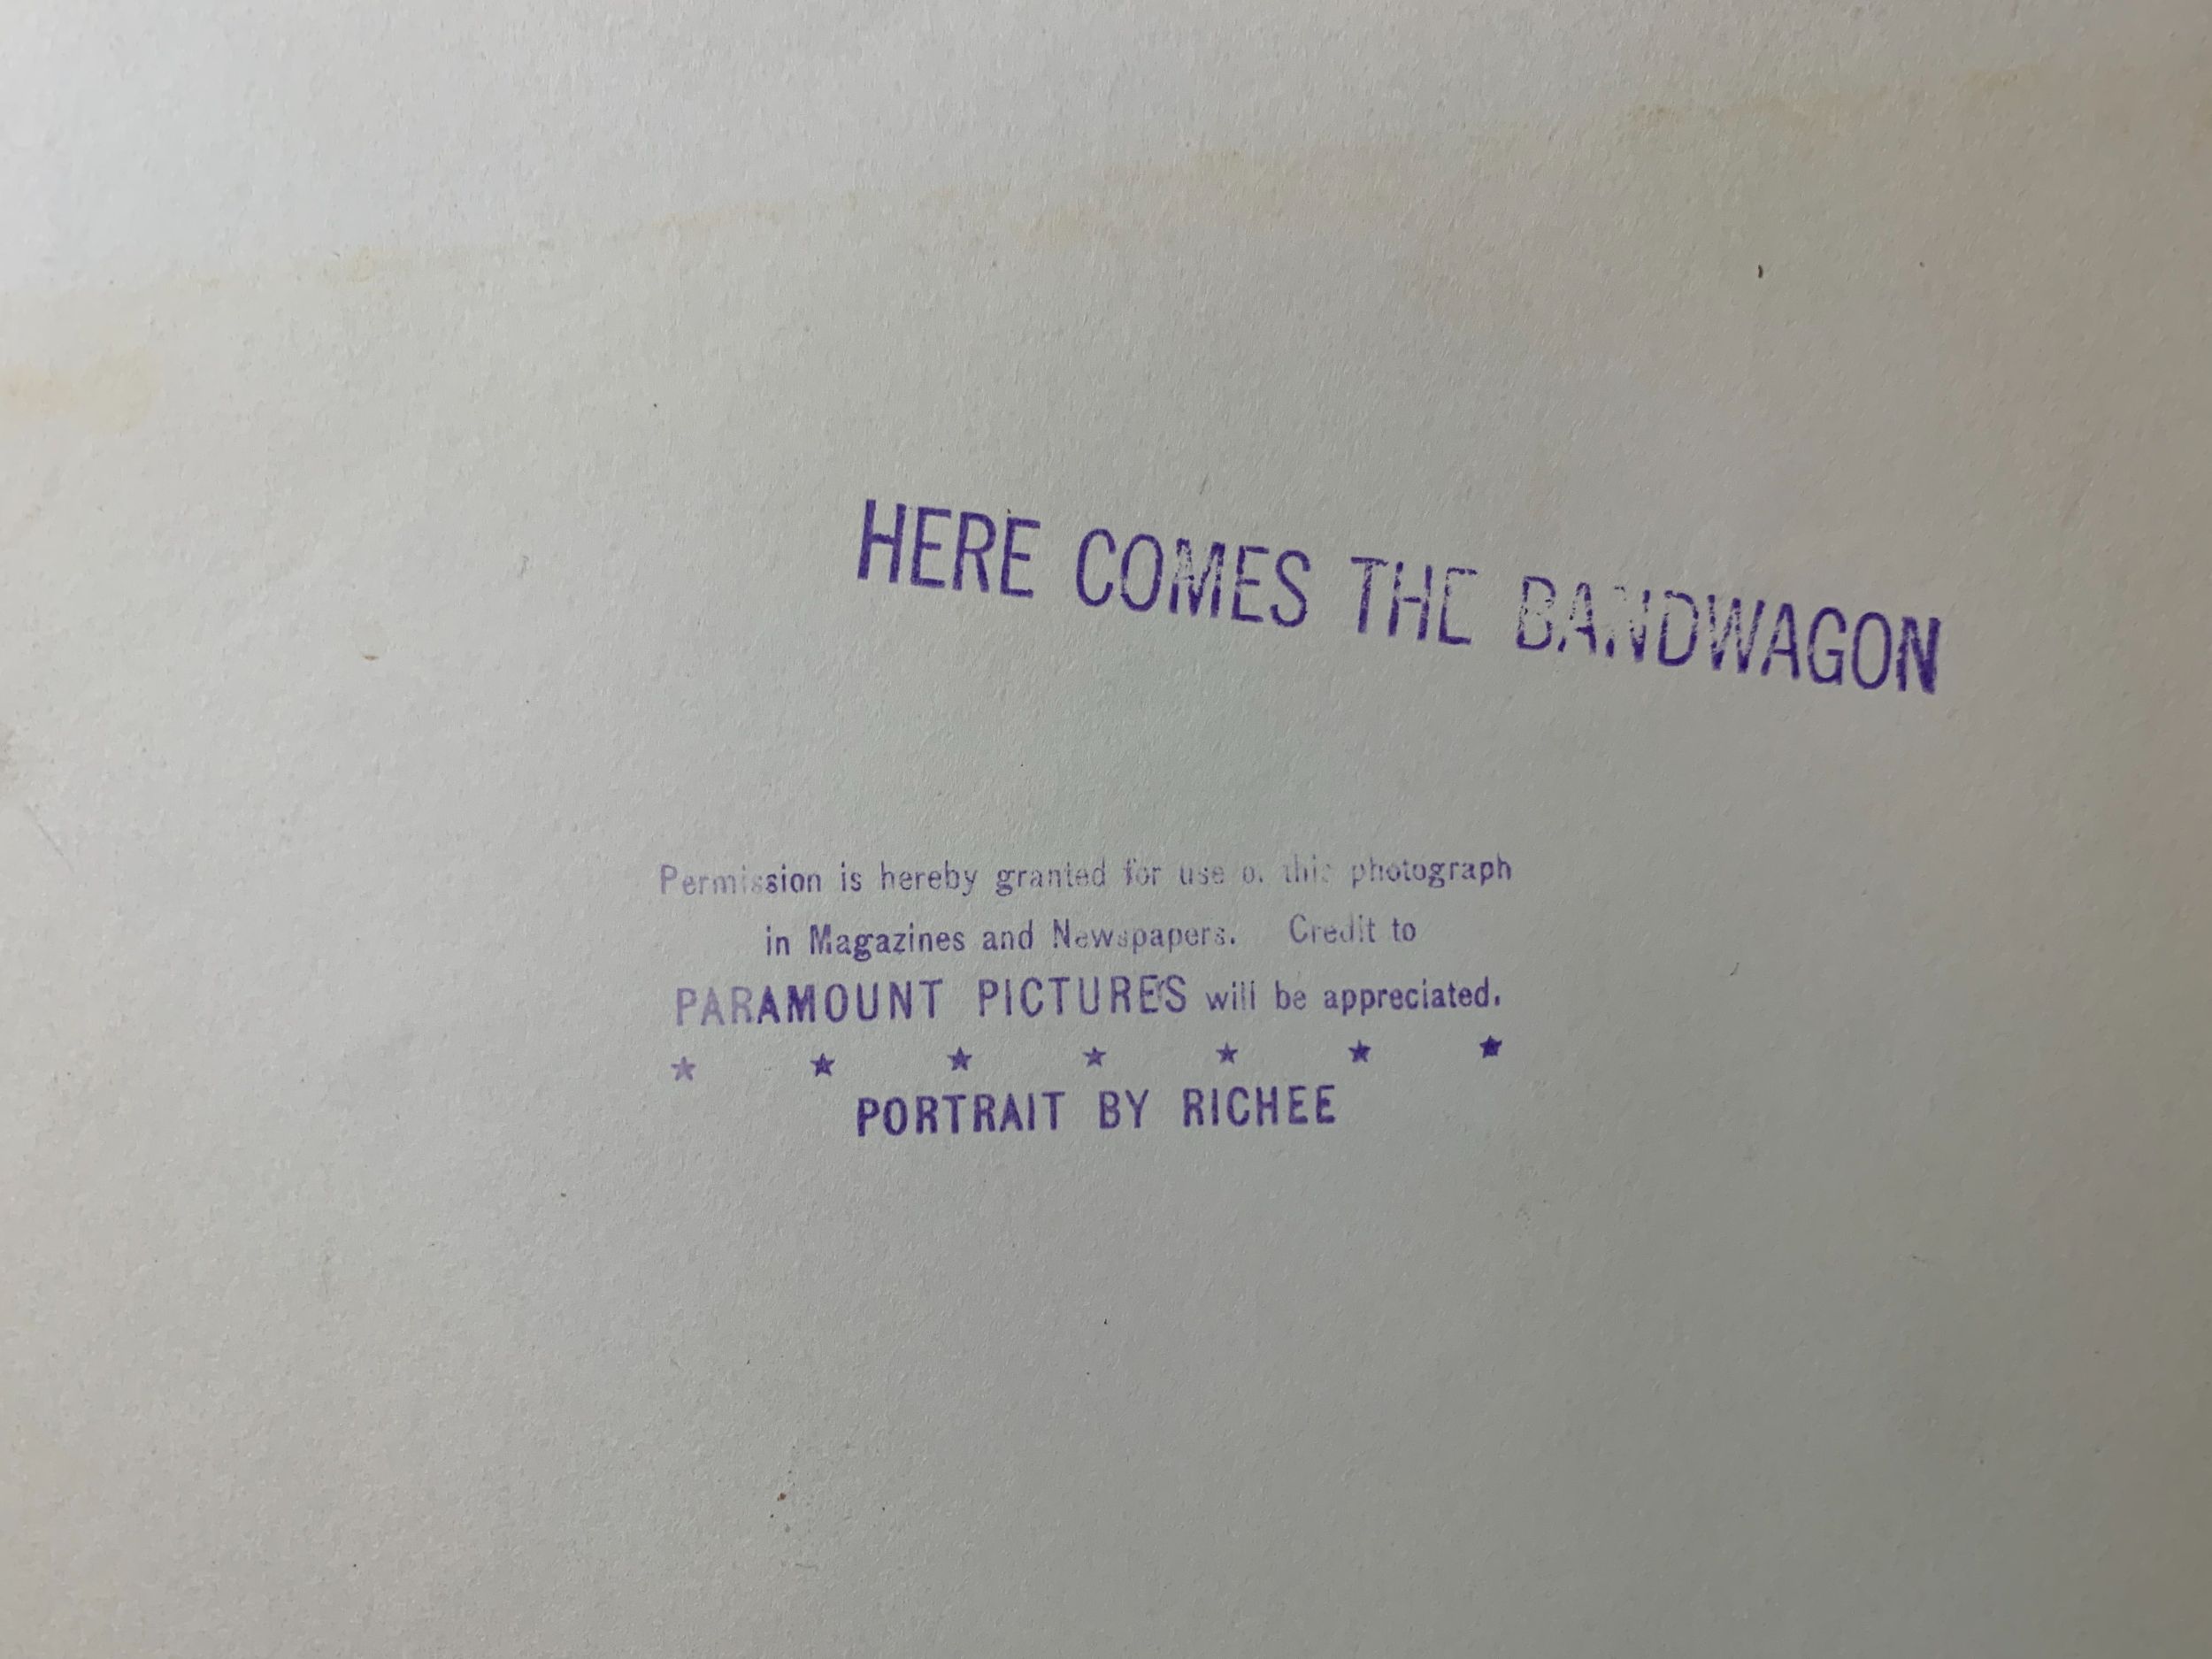 HERE COMES THE BANDWAGON
Permission is hereby granted for use of this photograph
in Magazines and Newspapers. Credit to
PARAMOUNT PICTURES will be appreciated.
★ ★ ★ ★ ★ ★ ★
PORTRAIT BY RICHEE